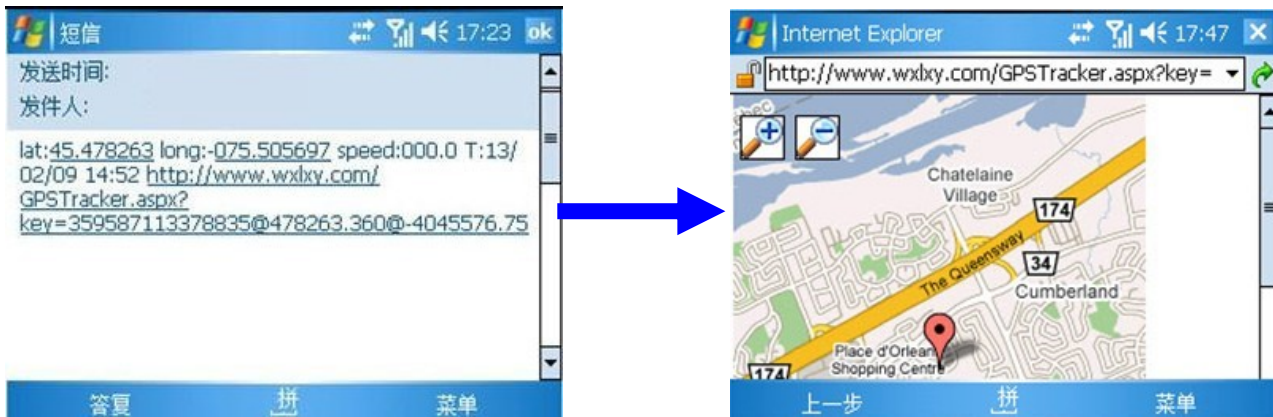 短信
17:23
ok
发送时间:
发件人:
lat:45.478263 long:-075.505697 speed:000.0 T:13/
02/09 14:52 http://www.wxlxy.com/
GPSTracker.aspx?
key=359587113378835@478263.360@-4045576.75
答复
拼
菜单
Internet Explorer
17:47
http://www.wxlxy.com/GPSTracker.aspx?key=
Chatelaine
Village
174
The Queensway
34
Cumberland
Place d'Orlean
Shopping Centre
174
上一步
拼
菜单